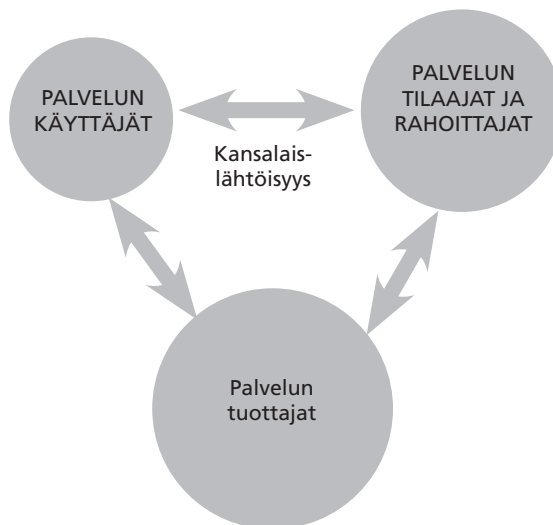 PALVELUN
KÄYTTÄJÄT
PALVELUN
TILAAJAT JA
RAHOITTAJAT
Kansalais-
lähtöisyys
Palvelun
tuottajat